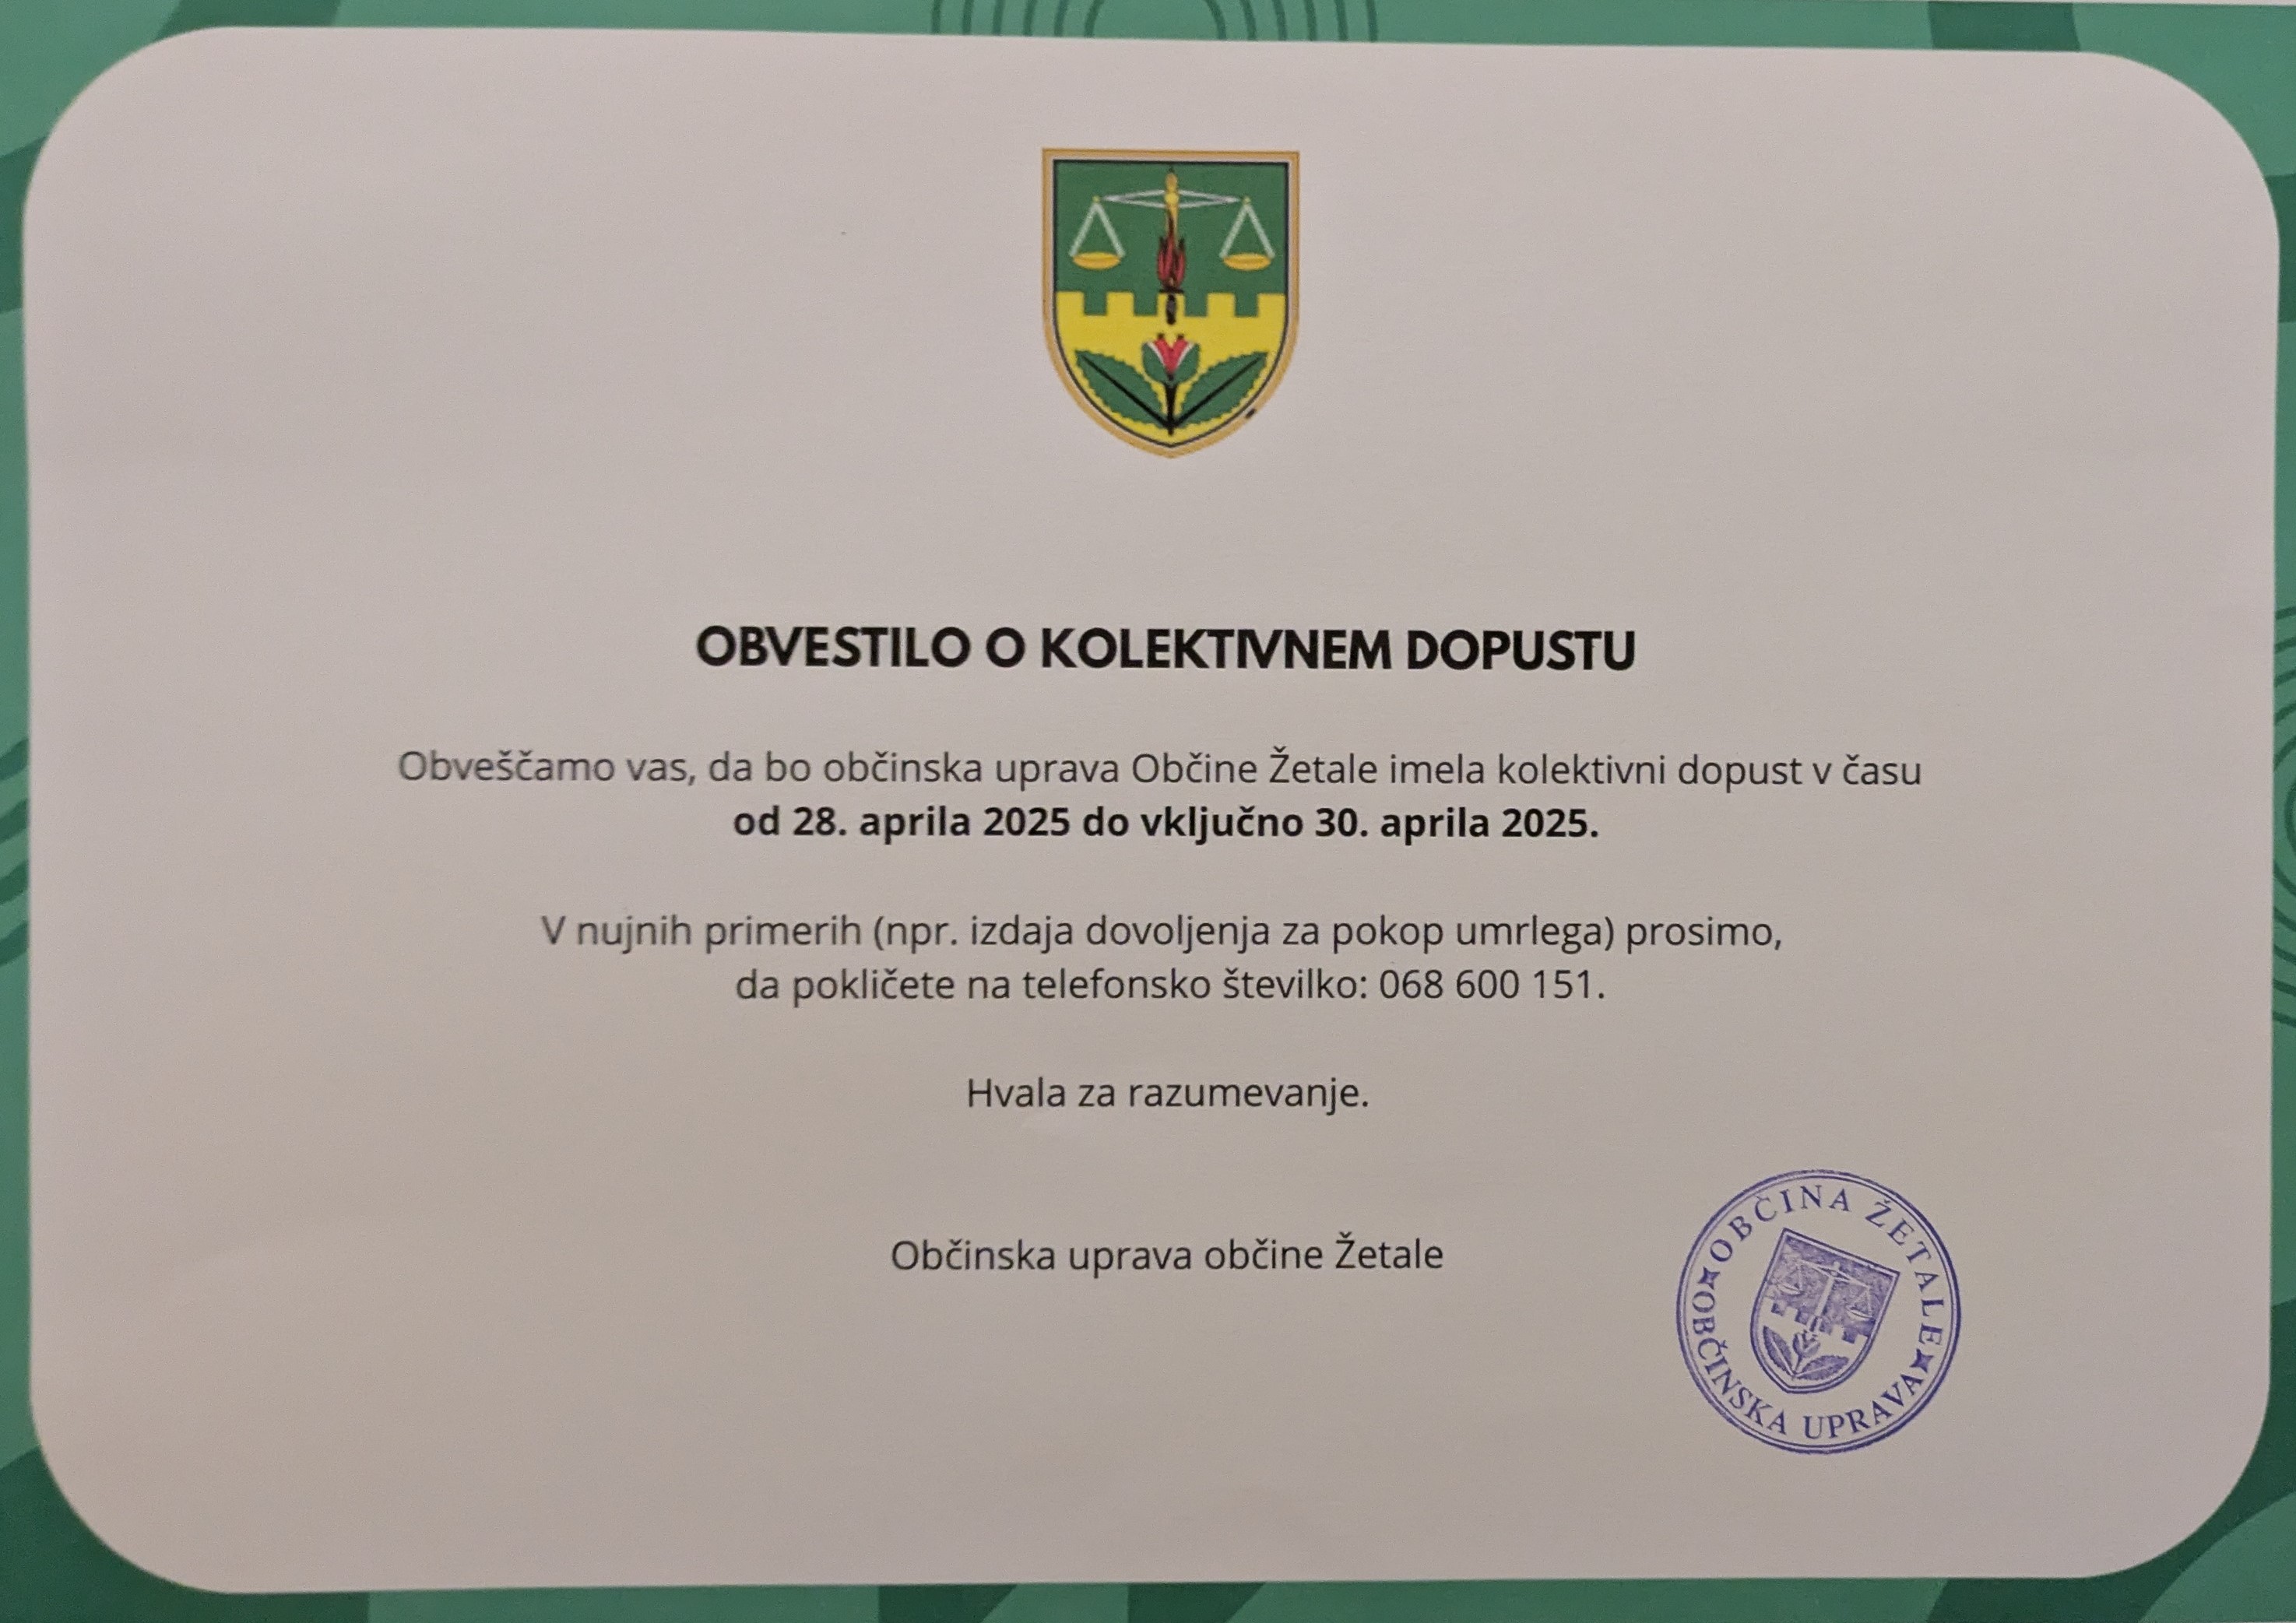 OBVESTILO O KOLEKTIVNEM DOPUSTU
Obveščamo vas, da bo občinska uprava Občine Žetale imela kolektivni dopust v času
od 28. aprila 2025 do vključno 30. aprila 2025.
V nujnih primerih (npr. izdaja dovoljenja za pokop umrlega) prosimo,
da pokličete na telefonsko številko: 068 600 151.
Hvala za razumevanje.
Občinska uprava občine Žetale
OBČINA ŽETALE
OBČINSKA UPRAVA